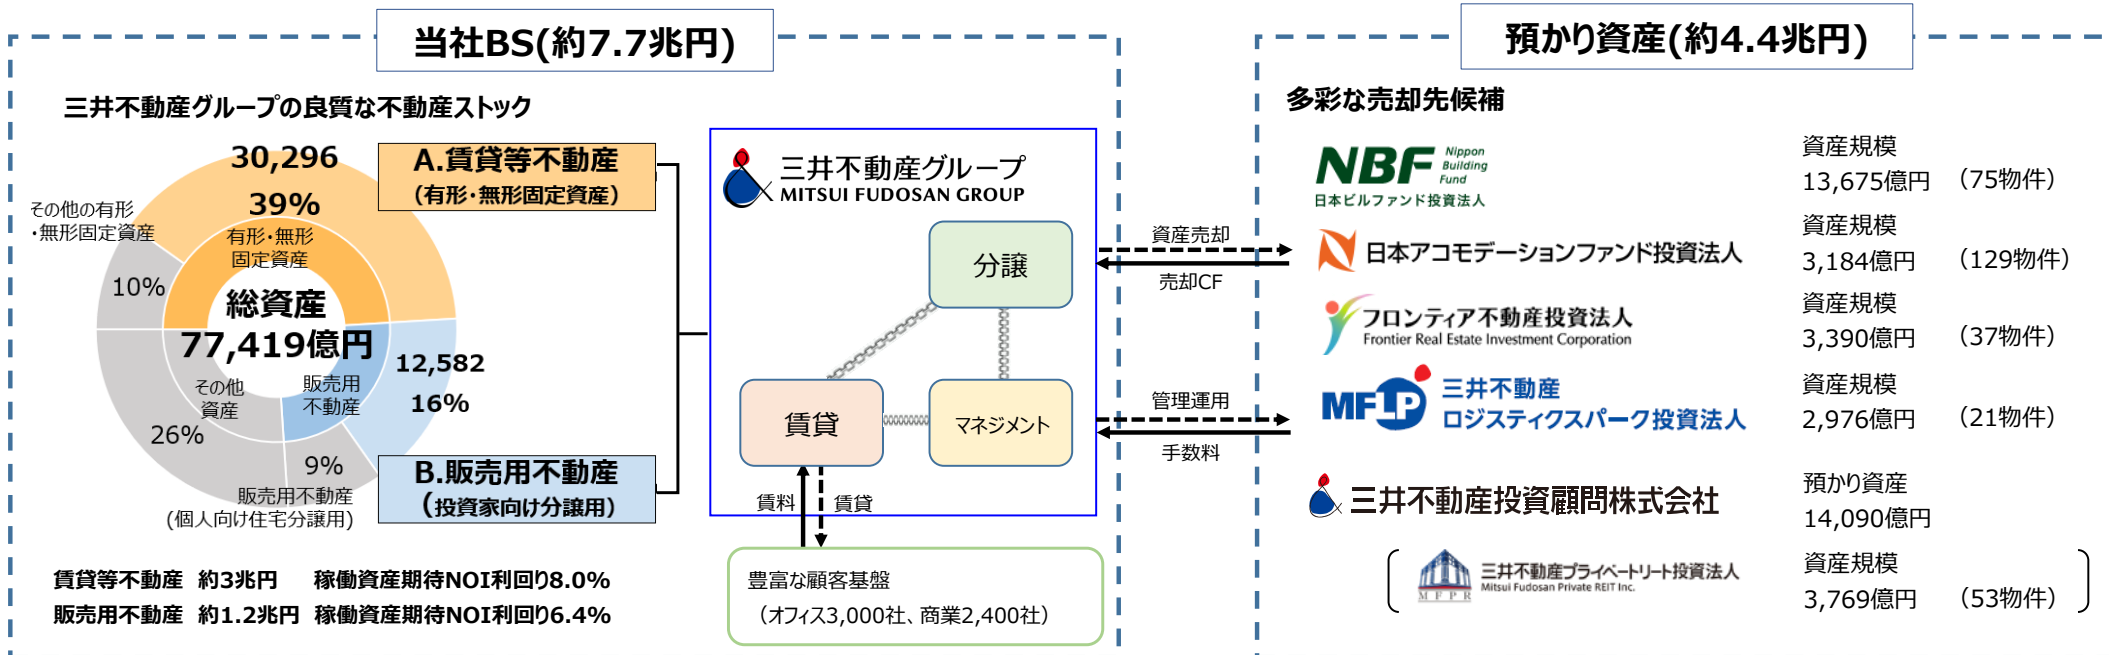 当社BS(約7.7兆円)
三井不動産グループの良質な不動産ストック
30,296
39%
有形・無形
固定資産
その他の有形
・無形固定資産
10%
総資産
77,419億円
その他
資産
26%
販売用
不動産
12,582
16%
9%
販売用不動産
(個人向け住宅分譲用)
A.賃貸等不動産
(有形・無形固定資産)
B.販売用不動産
(投資家向け分譲用)
賃貸等不動産 約3兆円 稼働資産期待NOI利回り8.0%
販売用不動産 約1.2兆円 稼働資産期待NOI利回り6.4%
三井不動産グループ
MITSUI FUDOSAN GROUP
分譲
賃貸
マネジメント
賃料
賃貸
豊富な顧客基盤
(オフィス3,000社、商業2,400社)
資産売却
売却CF
管理運用
手数料
預かり資産(約4.4兆円)
多彩な売却先候補
NBF Nippon
Building
Fund
日本ビルファンド投資法人
資産規模
13,675億円 (75物件)
日本アコモデーションファンド投資法人
資産規模
3,184億円 (129物件)
フロンティア不動産投資法人
Frontier Real Estate Investment Corporation
資産規模
3,390億円 (37物件)
MFLP
三井不動産
ロジスティクスパーク投資法人
資産規模
2,976億円 (21物件)
三井不動産投資顧問株式会社
預かり資産
14,090億円
MFPR
三井不動産プライベートリート投資法人
Mitsui Fudosan Private REIT Inc.
資産規模
3,769億円 (53物件)